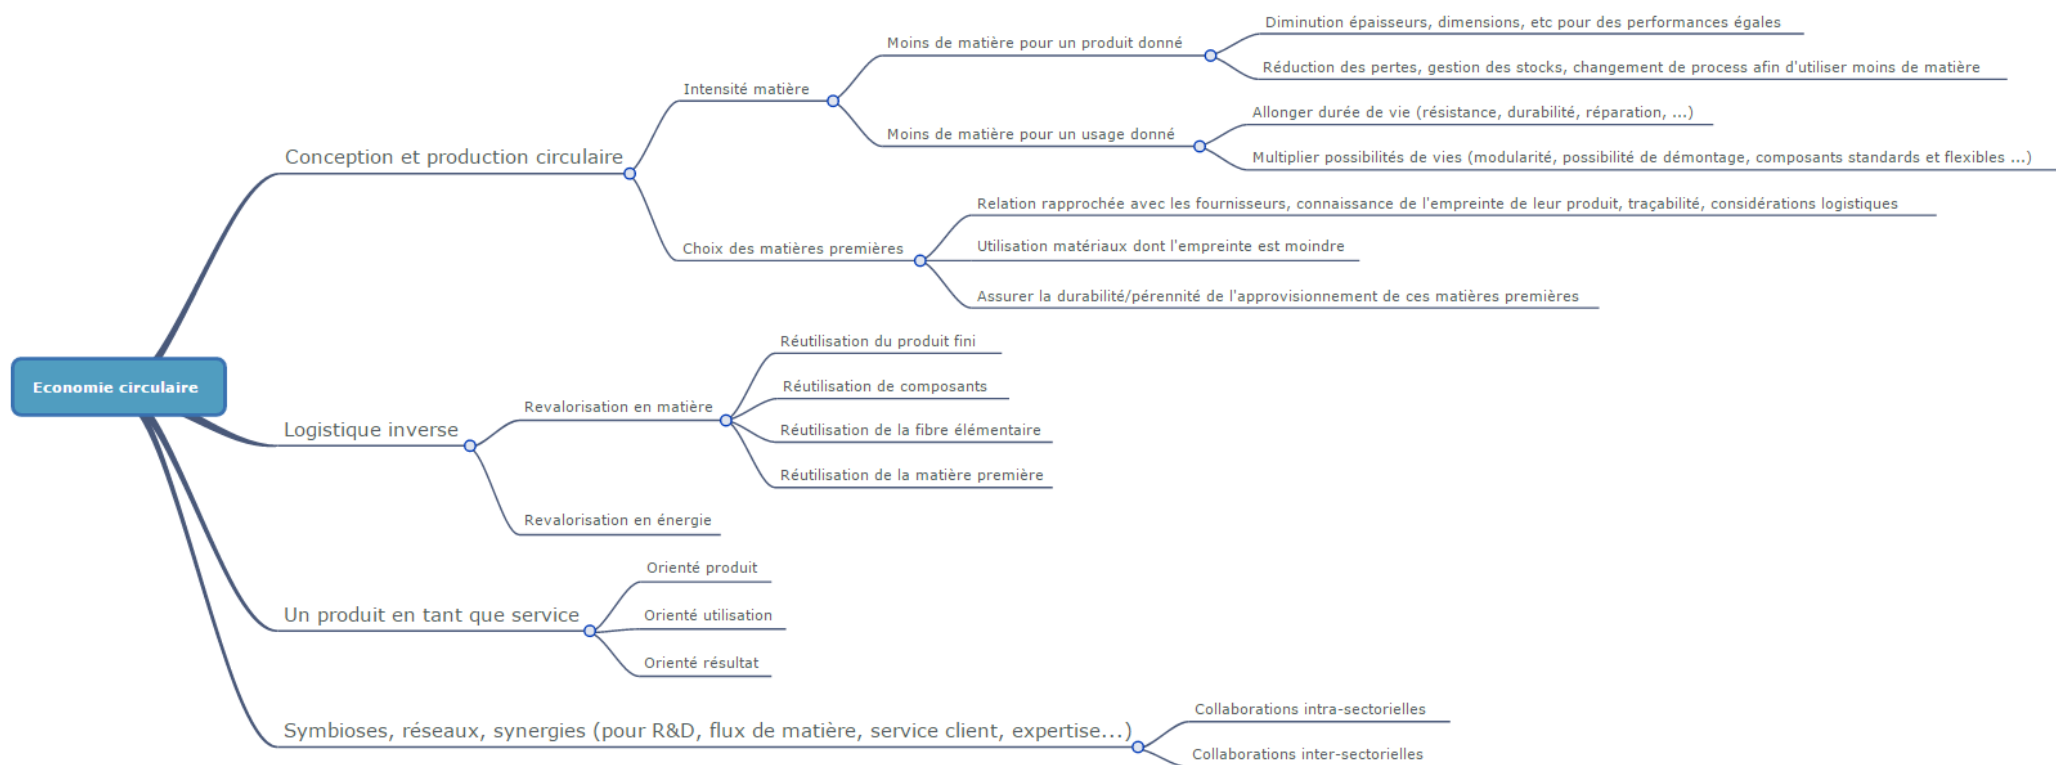 Economie circulaire
Conception et production circulaire
Intensité matière
Moins de matière pour un produit donné
Diminution épaisseurs, dimensions, etc pour des performances égales
Réduction des pertes, gestion des stocks, changement de process afin d'utiliser moins de matière
Moins de matière pour un usage donné
Allonger durée de vie (résistance, durabilité, réparation, ...)
Multiplier possibilités de vies (modularité, possibilité de démontage, composants standards et flexibles ...)
Choix des matières premières
Relation rapprochée avec les fournisseurs, connaissance de l'empreinte de leur produit, traçabilité, considérations logistiques
Utilisation matériaux dont l'empreinte est moindre
Assurer la durabilité/pérennité de l'approvisionnement de ces matières premières
Logistique inverse
Revalorisation en matière
Réutilisation du produit fini
Réutilisation de composants
Réutilisation de la fibre élémentaire
Réutilisation de la matière première
Revalorisation en énergie
Un produit en tant que service
Orienté produit
Orienté utilisation
Orienté résultat
Symbioses, réseaux, synergies (pour R&D, flux de matière, service client, expertise...)
Collaborations intra-sectorielles
Collaborations inter-sectorielles